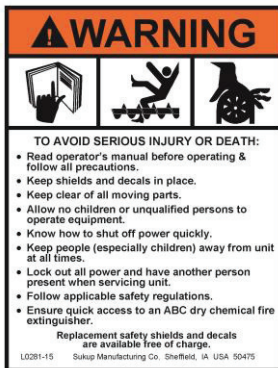 WARNING
TO AVOID SERIOUS INJURY OR DEATH:
• Read operator's manual before operating &
follow all precautions.
• Keep shields and decals in place.
• Keep clear of all moving parts.
• Allow no children or unqualified persons to
operate equipment.
• Know how to shut off power quickly.
• Keep people (especially children) away from unit
at all times.
• Lock out all power and have another person
present when servicing unit.
• Follow applicable safety regulations.
• Ensure quick access to an ABC dry chemical fire
extinguisher.
Replacement safety shields and decals
are available free of charge.
L0281-15 Sukup Manufacturing Co. Sheffield, IA USA 50475